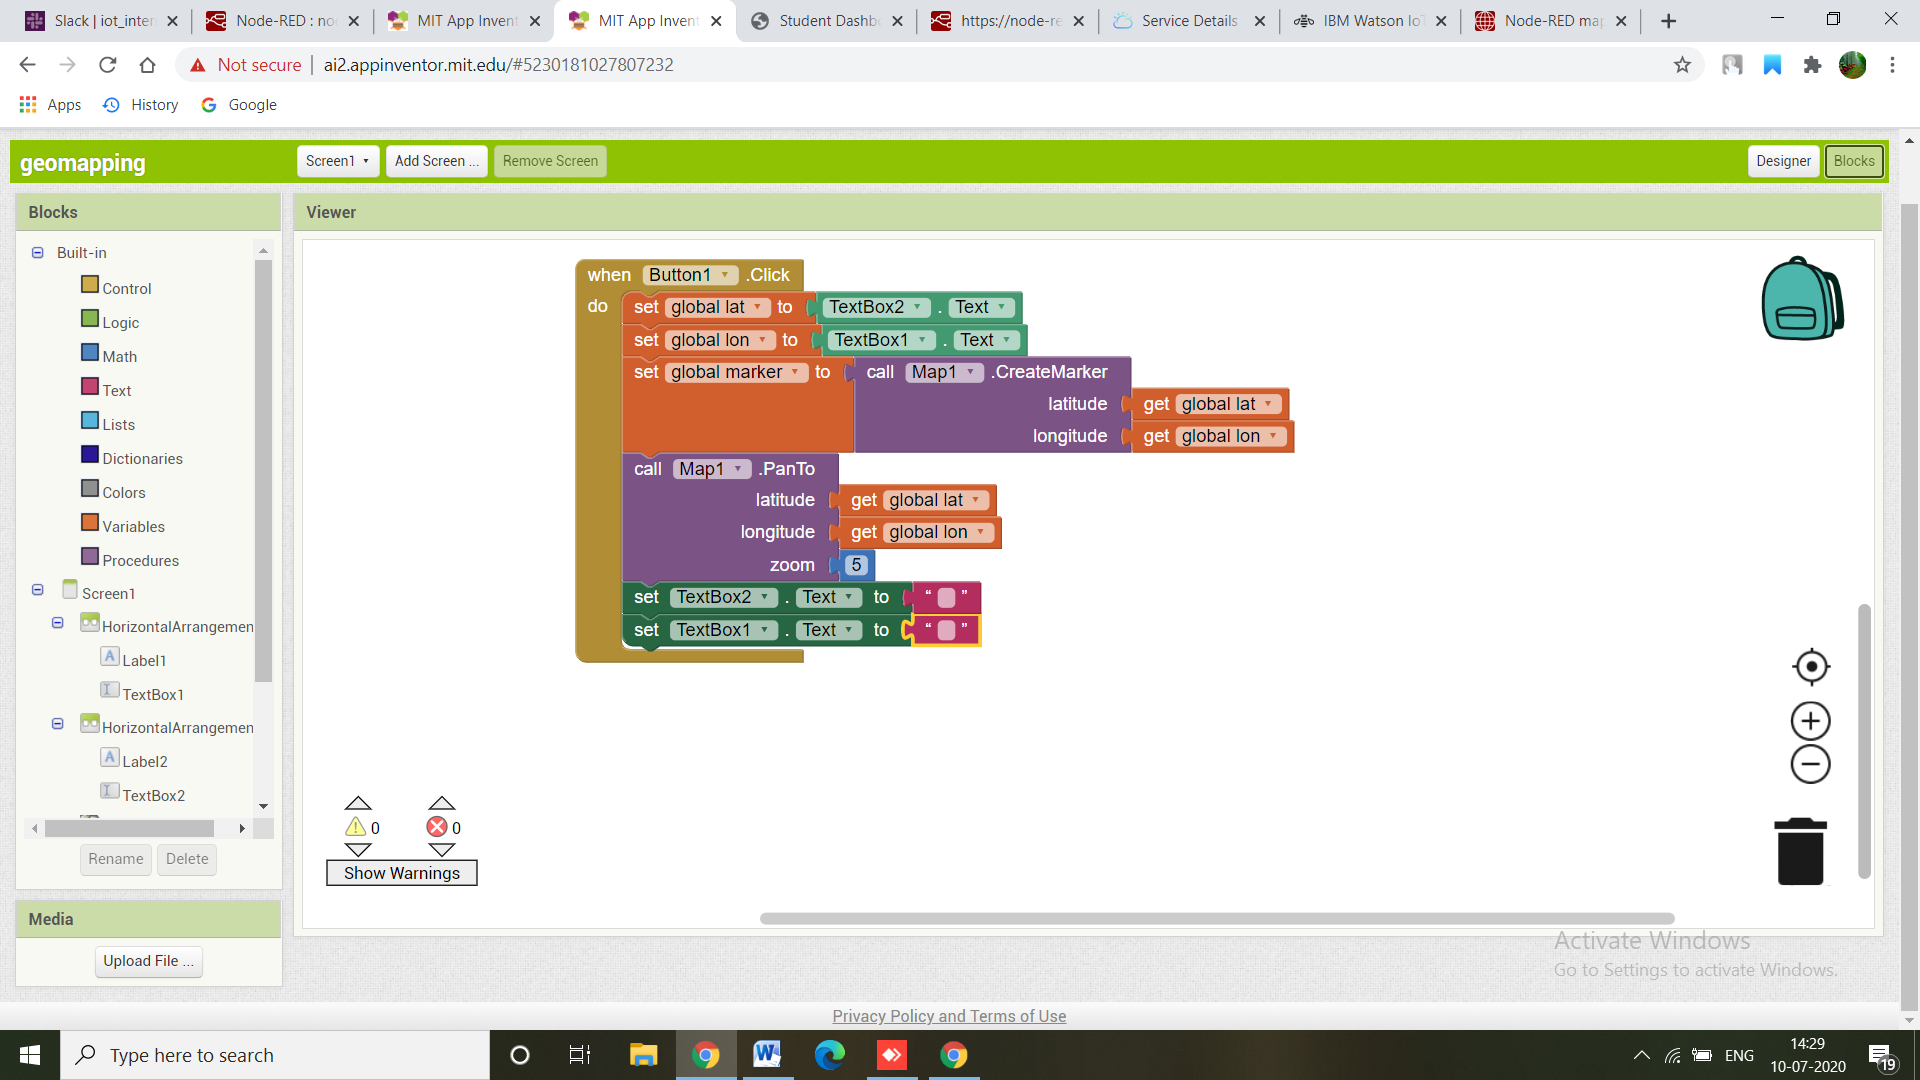 Slack | iot_inter
Node-RED : no
MIT App Invent
MIT App Invent
Student Dashb
https://node-re
Service Details
IBM Watson IoT
Node-RED map
Not secure | ai2.appinventor.mit.edu/#5230181027807232
Apps History Google
geomapping
Screen1 Add Screen ... Remove Screen
Designer Blocks
Blocks
Viewer
Built-in
Control
Logic
Math
Text
Lists
Dictionaries
Colors
Variables
Procedures
Screen1
HorizontalArrangemen
Label1
TextBox1
HorizontalArrangemen
Label2
TextBox2
Rename Delete
Media
Upload File ...
when Button1 .Click
do set global lat to TextBox2 . Text
set global lon to TextBox1 . Text
set global marker to call Map1 .CreateMarker
latitude get global lat
longitude get global lon
call Map1 .PanTo
latitude get global lat
longitude get global lon
zoom 5
set TextBox2 . Text to “ ”
set TextBox1 . Text to “ ”
0 0
Show Warnings
Activate Windows
Go to Settings to activate Windows.
Privacy Policy and Terms of Use
Type here to search
ENG
14:29
10-07-2020
19